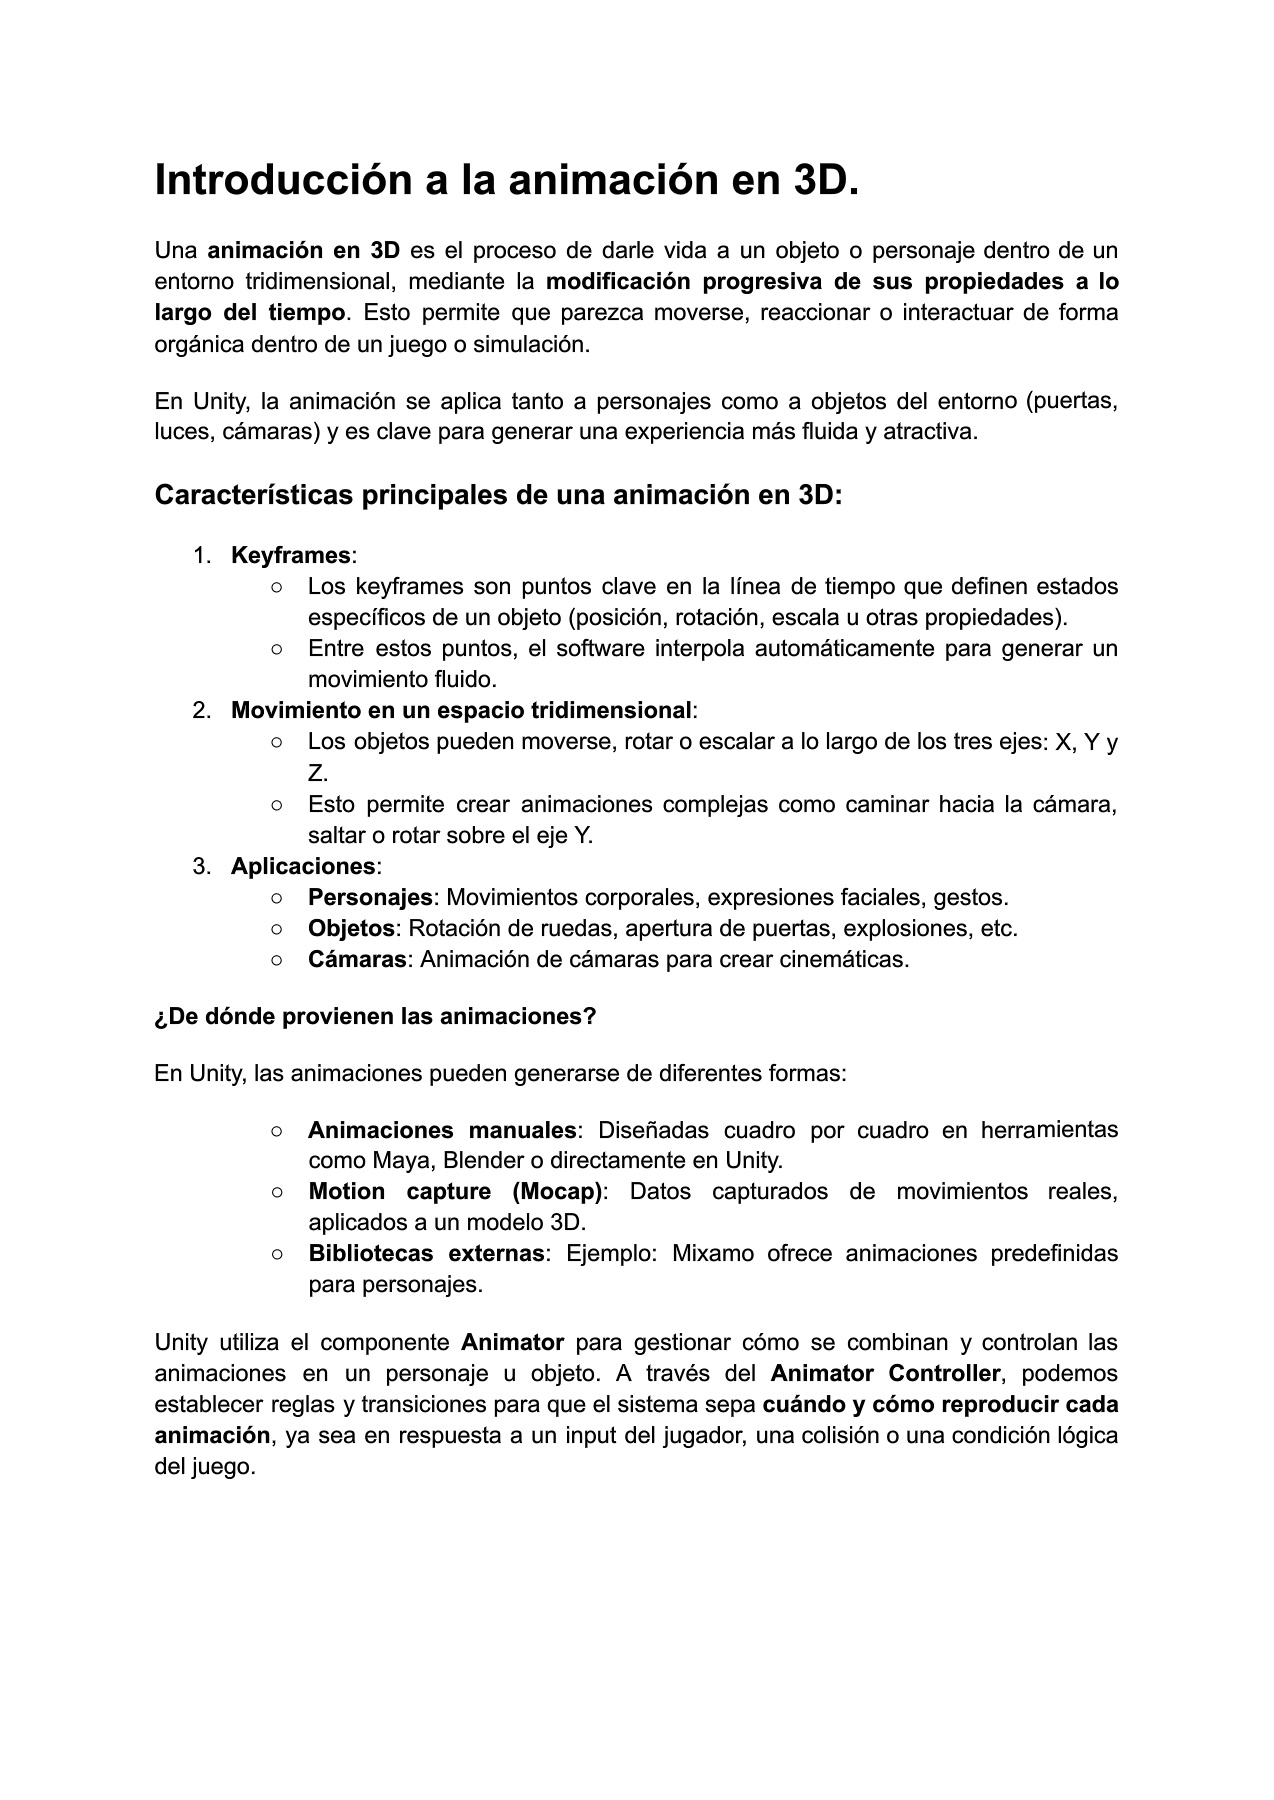 Introducción a la animación en 3D.
Una animación en 3D es el proceso de darle vida a un objeto o personaje dentro de un
entorno tridimensional, mediante la modificación progresiva de sus propiedades a lo
largo del tiempo. Esto permite que parezca moverse, reaccionar o interactuar de forma
orgánica dentro de un juego o simulación.
En Unity, la animación se aplica tanto a personajes como a objetos del entorno (puertas,
luces, cámaras) y es clave para generar una experiencia más fluida y atractiva.
Características principales de una animación en 3D:
1. Keyframes:
○ Los keyframes son puntos clave en la línea de tiempo que definen estados
específicos de un objeto (posición, rotación, escala u otras propiedades).
○ Entre estos puntos, el software interpola automáticamente para generar un
movimiento fluido.
2. Movimiento en un espacio tridimensional:
○ Los objetos pueden moverse, rotar o escalar a lo largo de los tres ejes: X, Y y
Z.
○ Esto permite crear animaciones complejas como caminar hacia la cámara,
saltar o rotar sobre el eje Y.
3. Aplicaciones:
○ Personajes: Movimientos corporales, expresiones faciales, gestos.
○ Objetos: Rotación de ruedas, apertura de puertas, explosiones, etc.
○ Cámaras: Animación de cámaras para crear cinemáticas.
¿De dónde provienen las animaciones?
En Unity, las animaciones pueden generarse de diferentes formas:
○ Animaciones manuales: Diseñadas cuadro por cuadro en herramientas
como Maya, Blender o directamente en Unity.
○ Motion capture (Mocap): Datos capturados de movimientos reales,
aplicados a un modelo 3D.
○ Bibliotecas externas: Ejemplo: Mixamo ofrece animaciones predefinidas
para personajes.
Unity utiliza el componente Animator para gestionar cómo se combinan y controlan las
animaciones en un personaje u objeto. A través del Animator Controller, podemos
establecer reglas y transiciones para que el sistema sepa cuándo y cómo reproducir cada
animación, ya sea en respuesta a un input del jugador, una colisión o una condición lógica
del juego.